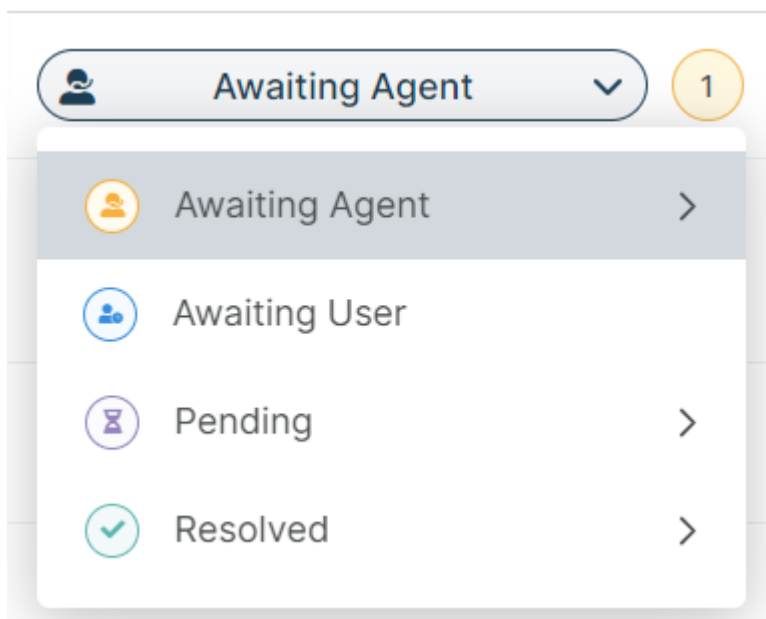 Awaiting Agent
1
Awaiting Agent
Awaiting User
Pending
Resolved